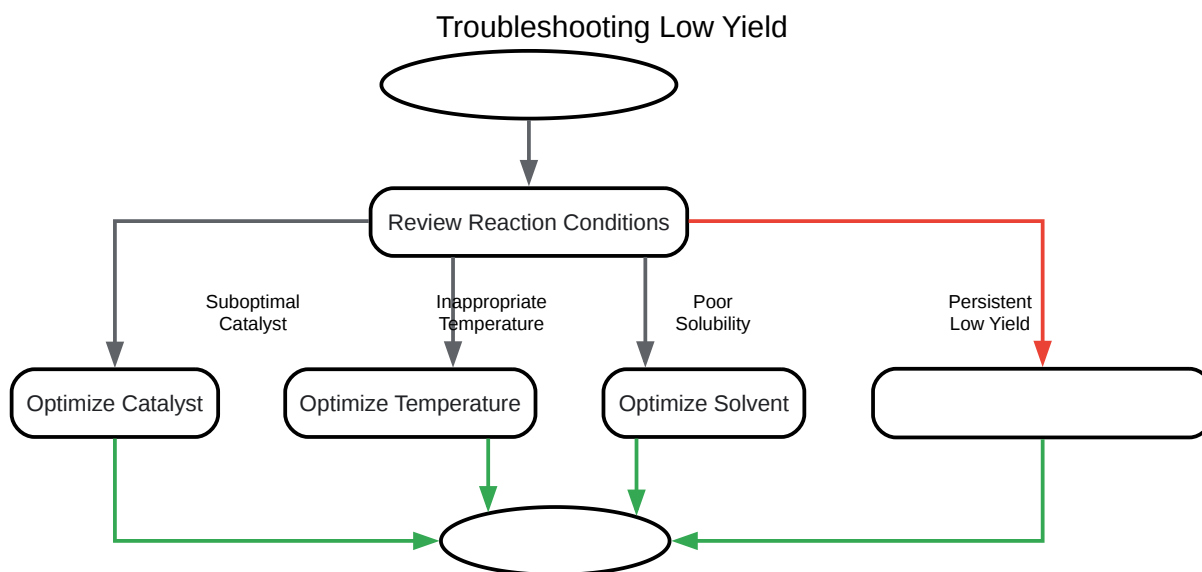 Troubleshooting Low Yield
Review Reaction Conditions
Suboptimal
Catalyst
Inappropriate
Temperature
Poor
Solubility
Persistent
Low Yield
Optimize Catalyst
Optimize Temperature
Optimize Solvent